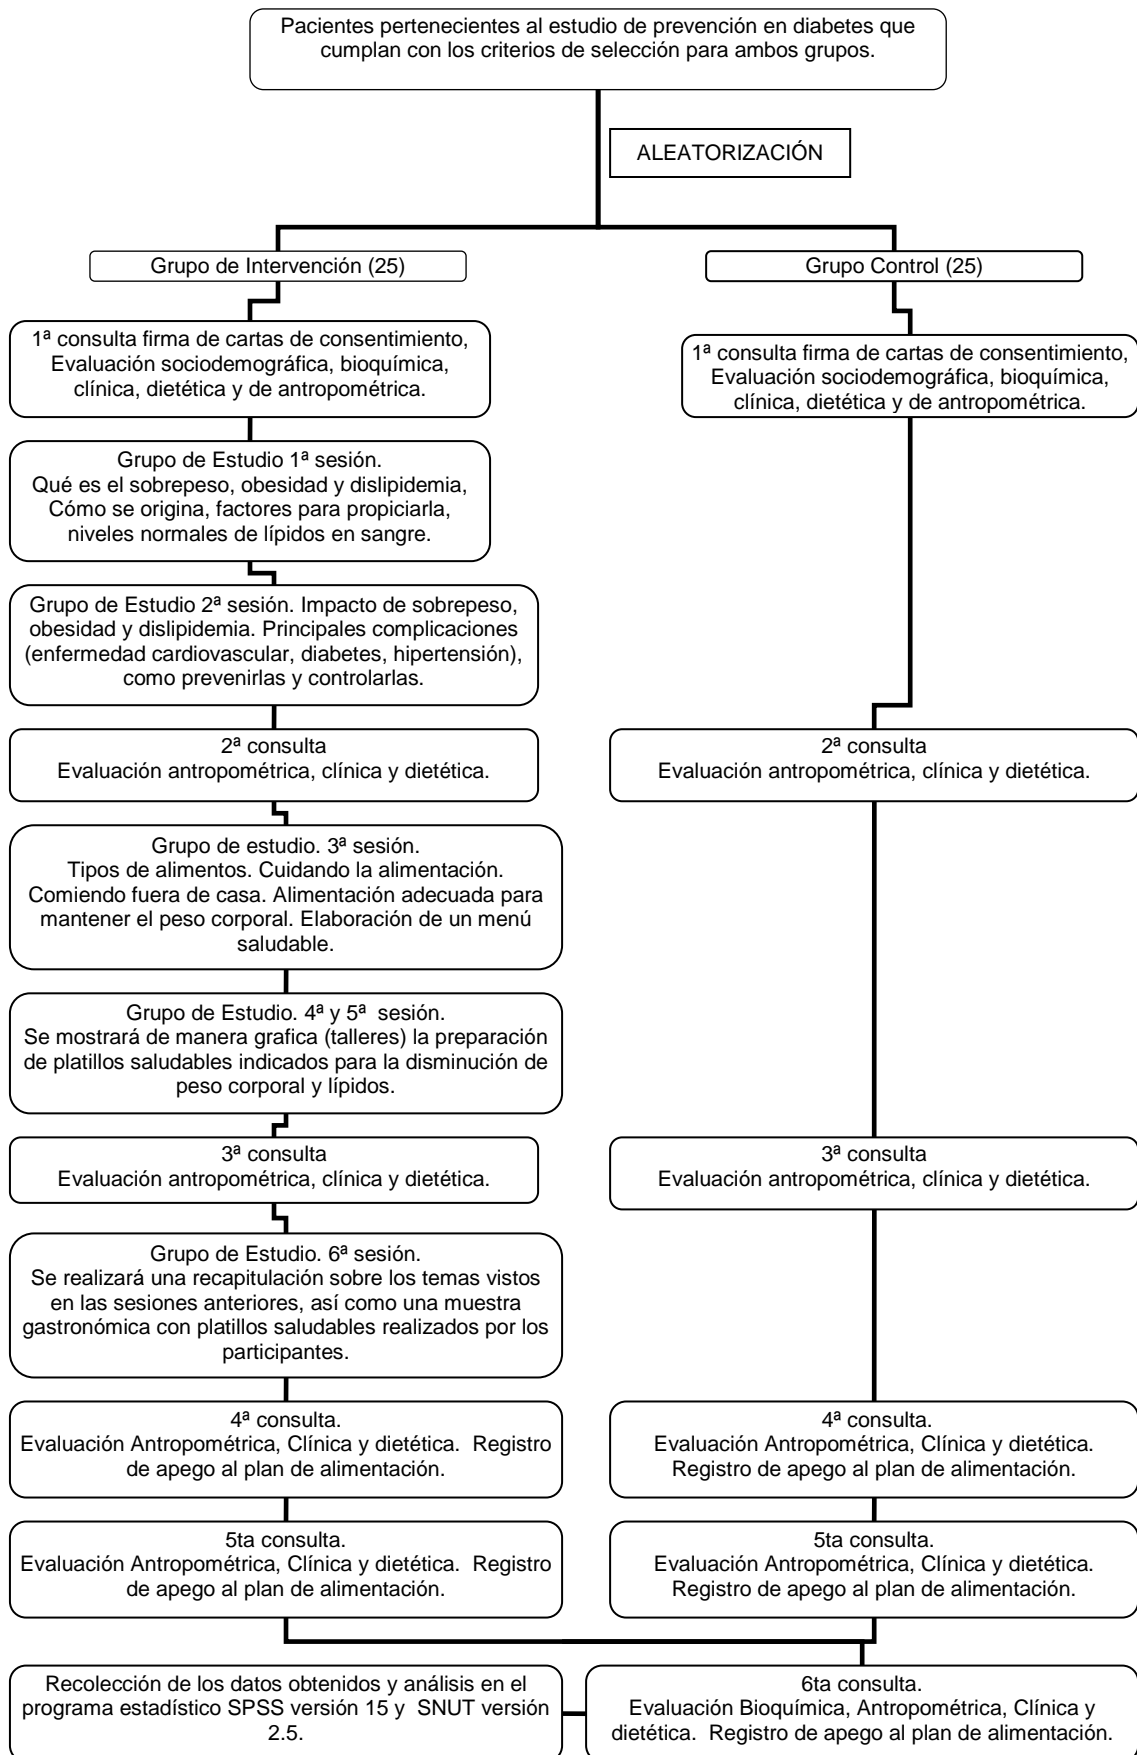 Pacientes pertenecientes al estudio de prevención en diabetes que
cumplan con los criterios de selección para ambos grupos.
ALEATORIZACIÓN
Grupo de Intervención (25)
Grupo Control (25)
1ª consulta firma de cartas de consentimiento,
Evaluación sociodemográfica, bioquímica,
clínica, dietética y de antropométrica.
1ª consulta firma de cartas de consentimiento,
Evaluación sociodemográfica, bioquímica,
clínica, dietética y de antropométrica.
Grupo de Estudio 1ª sesión.
Qué es el sobrepeso, obesidad y dislipidemia,
Cómo se origina, factores para propiciarla,
niveles normales de lípidos en sangre.
Grupo de Estudio 2ª sesión. Impacto de sobrepeso,
obesidad y dislipidemia. Principales complicaciones
(enfermedad cardiovascular, diabetes, hipertensión),
como prevenirlas y controlarlas.
2ª consulta
Evaluación antropométrica, clínica y dietética.
2ª consulta
Evaluación antropométrica, clínica y dietética.
Grupo de estudio. 3ª sesión.
Tipos de alimentos. Cuidando la alimentación.
Comiendo fuera de casa. Alimentación adecuada para
mantener el peso corporal. Elaboración de un menú
saludable.
Grupo de Estudio. 4ª y 5ª sesión.
Se mostrará de manera grafica (talleres) la preparación
de platillos saludables indicados para la disminución de
peso corporal y lípidos.
3ª consulta
Evaluación antropométrica, clínica y dietética.
3ª consulta
Evaluación antropométrica, clínica y dietética.
Grupo de Estudio. 6ª sesión.
Se realizará una recapitulación sobre los temas vistos
en las sesiones anteriores, así como una muestra
gastronómica con platillos saludables realizados por los
participantes.
4ª consulta.
Evaluación Antropométrica, Clínica y dietética. Registro
de apego al plan de alimentación.
4ª consulta.
Evaluación Antropométrica, Clínica y dietética.
Registro de apego al plan de alimentación.
5ta consulta.
Evaluación Antropométrica, Clínica y dietética. Registro
de apego al plan de alimentación.
5ta consulta.
Evaluación Antropométrica, Clínica y dietética.
Registro de apego al plan de alimentación.
Recolección de los datos obtenidos y análisis en el
programa estadístico SPSS versión 15 y SNUT versión
2.5.
6ta consulta.
Evaluación Bioquímica, Antropométrica, Clínica y
dietética. Registro de apego al plan de alimentación.